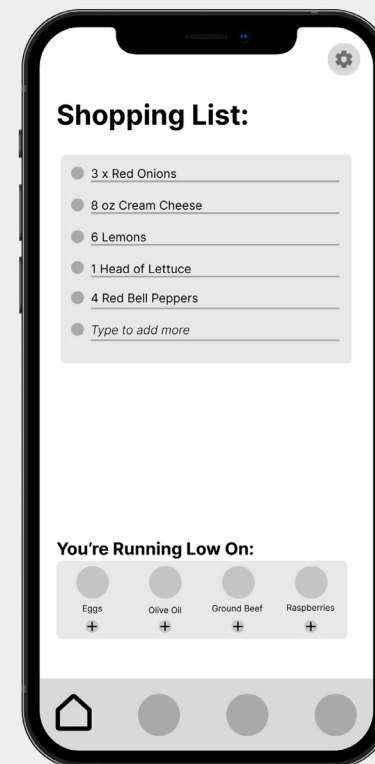 Shopping List:
3 x Red Onions
8 oz Cream Cheese
6 Lemons
1 Head of Lettuce
4 Red Bell Peppers
Type to add more
You're Running Low On:
Eggs Olive Oil Ground Beef Raspberries
+ + + +